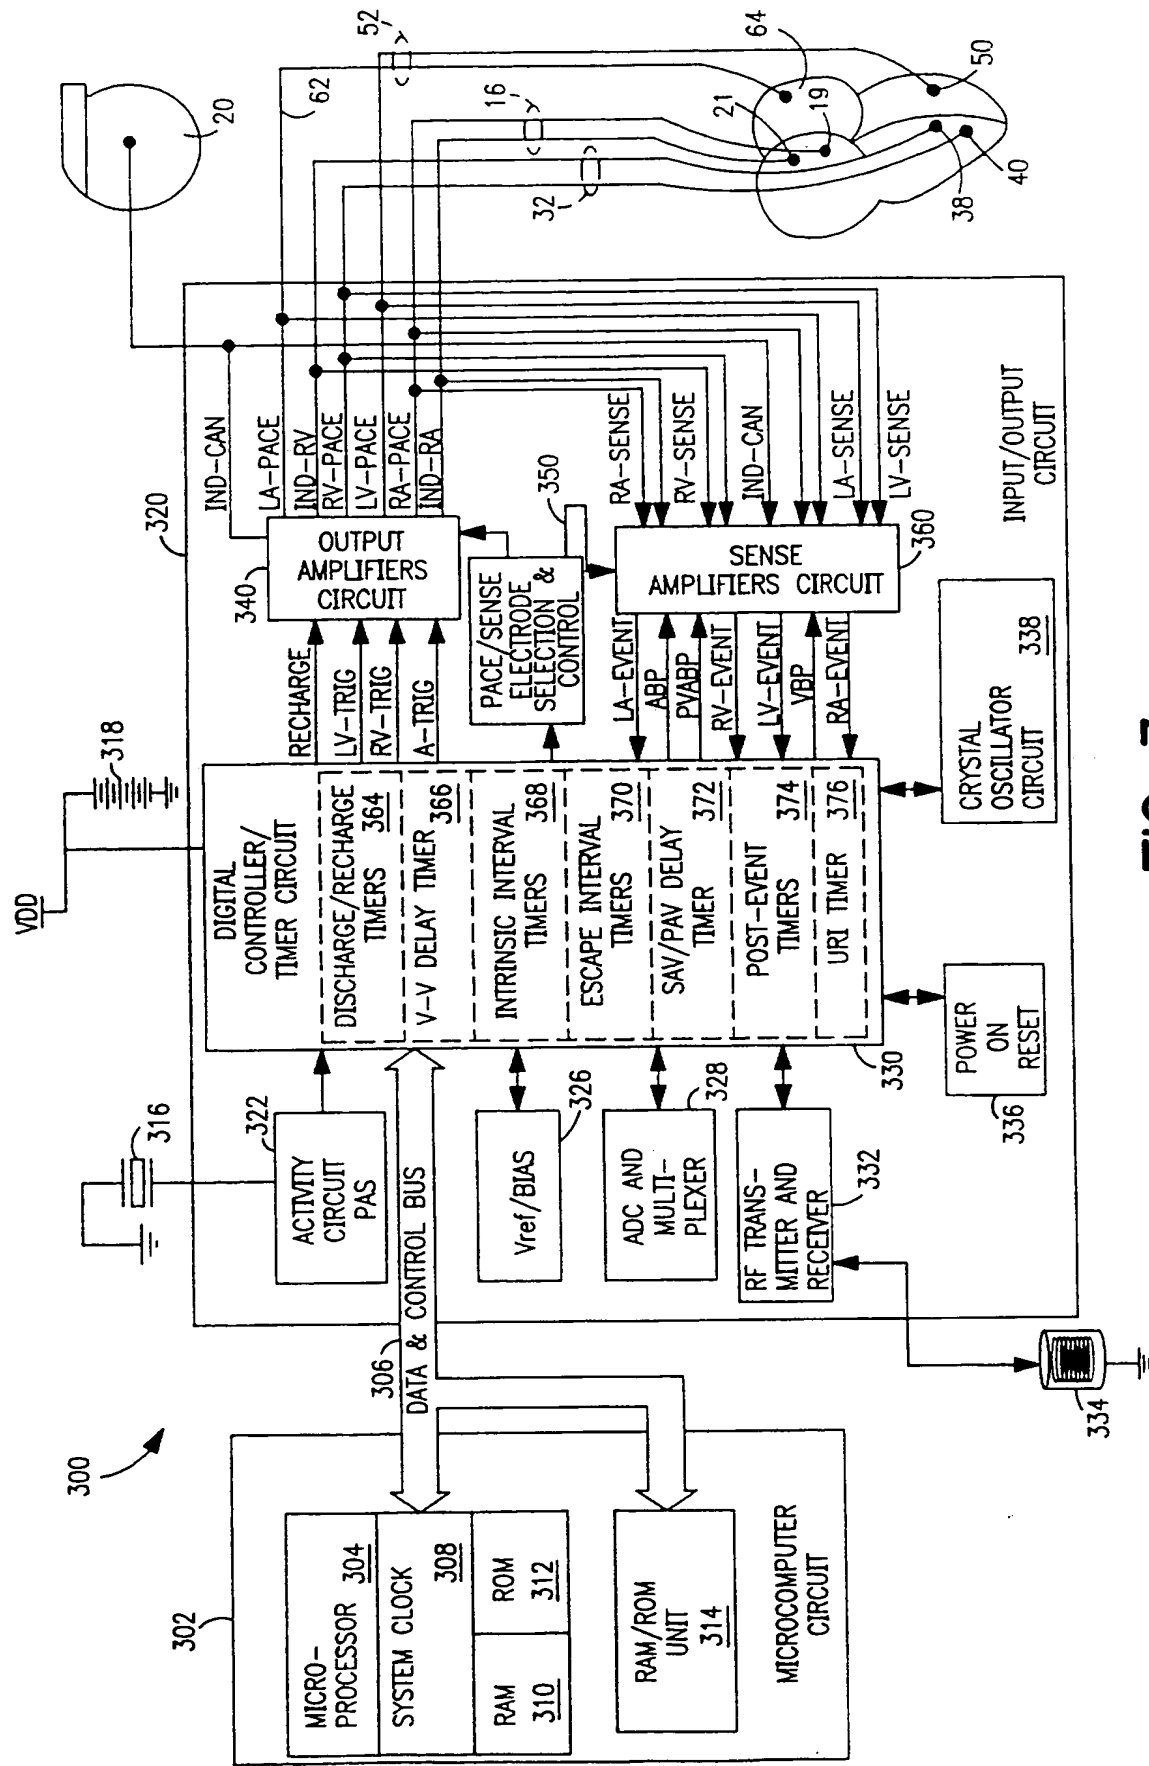 300
302
MICRO-
PROCESSOR 304
SYSTEM CLOCK 308
RAM
310
ROM
312
RAM/ROM
UNIT
314
MICROCOMPUTER
CIRCUIT
306
DATA & CONTROL BUS
316
322
ACTIVITY
CIRCUIT
PAS
Vref/BIAS
326
ADC AND
MULTI-
PLEXER
328
RF TRANS-
MITTER AND
RECEIVER
332
334
POWER
ON
RESET
336
330
VDD
318
DIGITAL
CONTROLLER/
TIMER CIRCUIT
DISCHARGE/RECHARGE
TIMERS 364
V-V DELAY TIMER 366
INTRINSIC INTERVAL
TIMERS 368
ESCAPE INTERVAL
TIMERS 370
SAV/PAV DELAY
TIMER 372
POST-EVENT
TIMERS 374
URI TIMER 376
CRYSTAL
OSCILLATOR
CIRCUIT 338
RECHARGE
LV-TRIG
RV-TRIG
A-TRIG
320
340
OUTPUT
AMPLIFIERS
CIRCUIT
PACE/SENSE
ELECTRODE
SELECTION &
CONTROL
350
LA-EVENT
ABP
PVABP
RV-EVENT
LV-EVENT
VBP
RA-EVENT
SENSE
AMPLIFIERS CIRCUIT
360
IND-CAN
LA-PACE
IND-RV
RV-PACE
LV-PACE
RA-PACE
IND-RA
RA-SENSE
RV-SENSE
IND-CAN
LA-SENSE
LV-SENSE
INPUT/OUTPUT
CIRCUIT
20
62
52
16
32
64
21
19
50
38
40